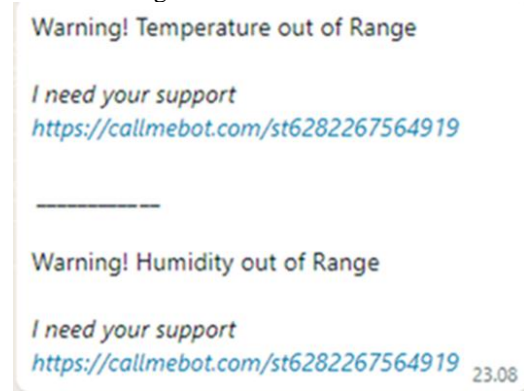 Warning! Temperature out of Range
I need your support
https://callmebot.com/st6282267564919
____________
Warning! Humidity out of Range
I need your support
https://callmebot.com/st6282267564919
23.08